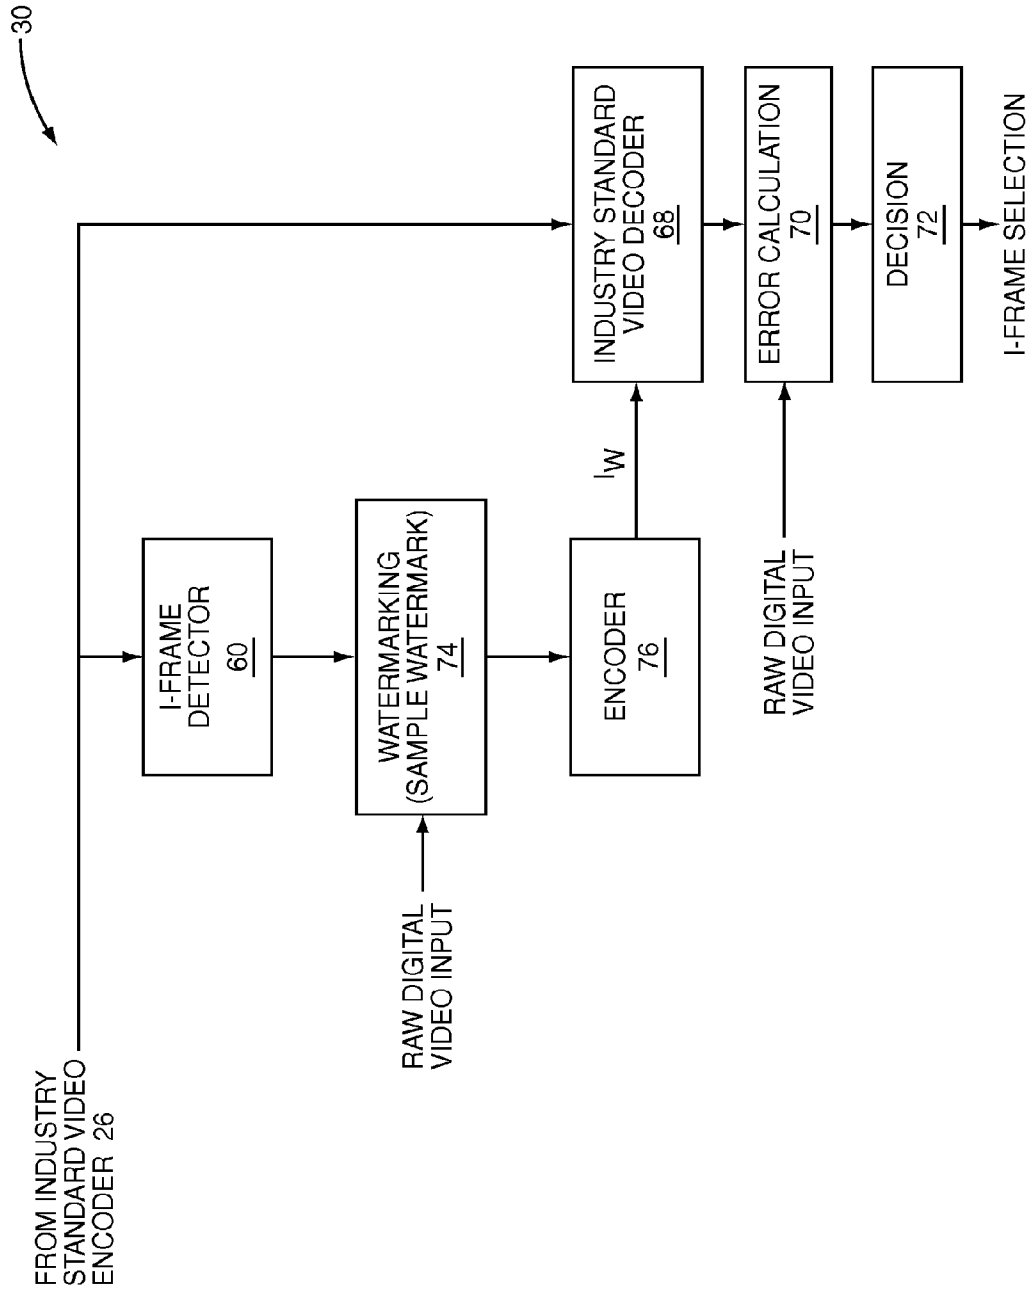 30
FROM INDUSTRY
STANDARD VIDEO
ENCODER 26
I-FRAME
DETECTOR
60
RAW DIGITAL
VIDEO INPUT
WATERMARKING
(SAMPLE WATERMARK)
74
ENCODER
76
IW
INDUSTRY STANDARD
VIDEO DECODER
68
RAW DIGITAL
VIDEO INPUT
ERROR CALCULATION
70
DECISION
72
I-FRAME SELECTION